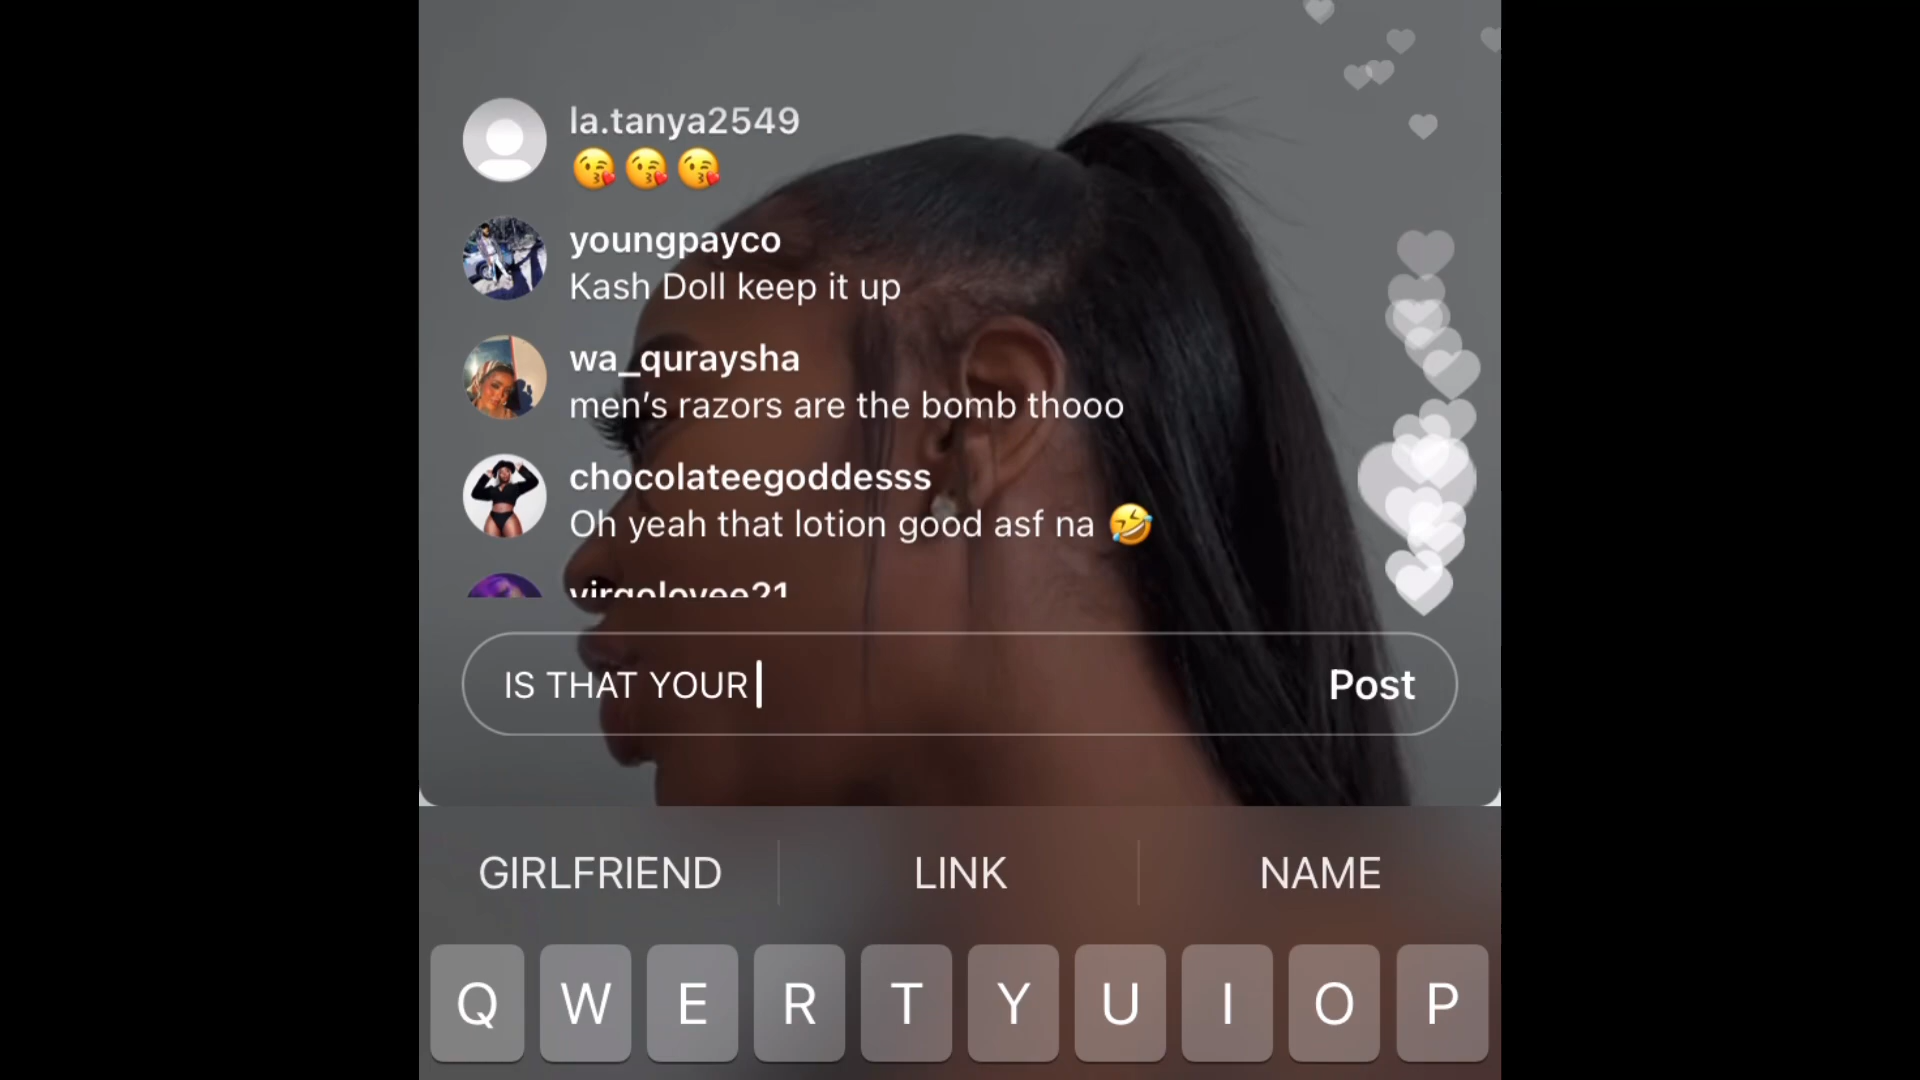 la.tanya2549
😘😘😘
youngpayco
Kash Doll keep it up
wa_quraysha
men's razors are the bomb thooo
chocolateegoddesss
Oh yeah that lotion good asf na 🤣
virgolovee21
IS THAT YOUR
Post
GIRLFRIEND LINK NAME
Q W E R T Y U I O P